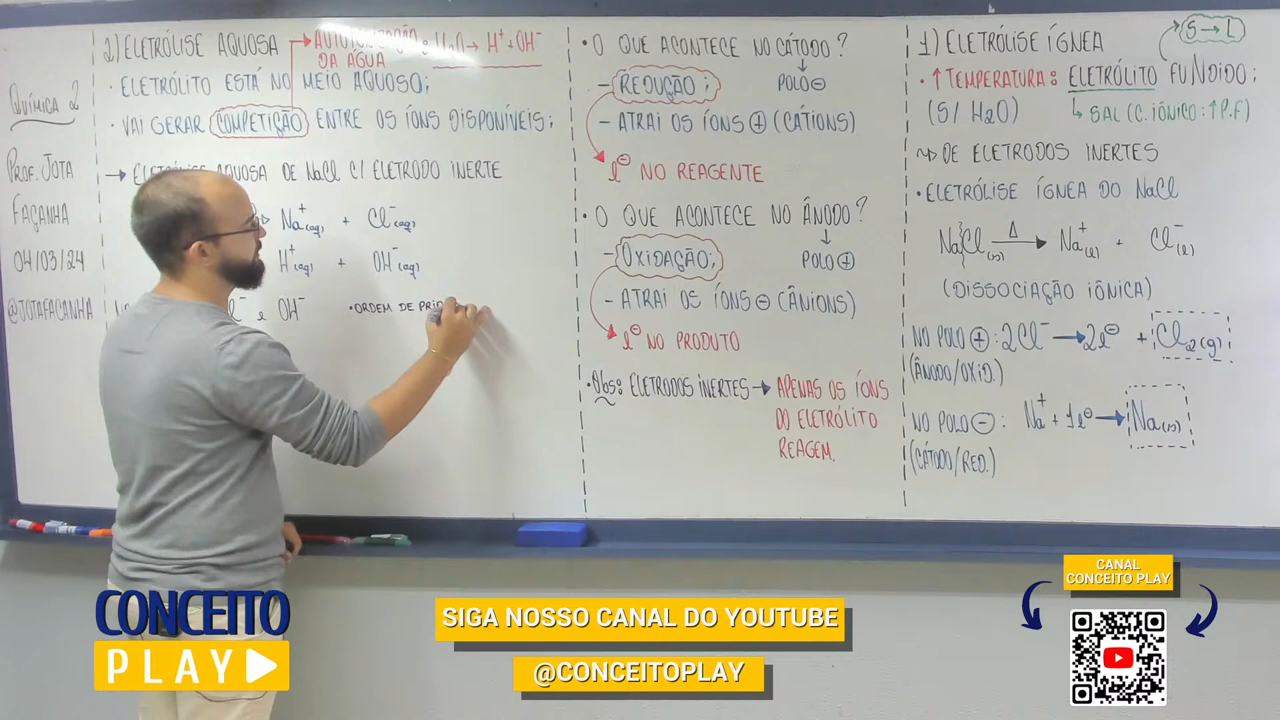 QUÍMICA 2
PROF. JOTA
FAÇANHA
04/03/24
@JOTAFAÇANHA
2) ELETRÓLISE AQUOSA
DA ÁGUA
H₂O → H⁺ + OH⁻
• ELETRÓLITO ESTÁ NO MEIO AQUOSO;
• VAI GERAR COMPETIÇÃO ENTRE OS ÍONS DISPONÍVEIS;
→ ELETRÓLISE AQUOSA DE NaCl C/ ELETRODO INERTE
Na⁺(aq) + Cl⁻(aq)
H⁺(aq) + OH⁻(aq)
e OH⁻
• ORDEM DE
• O QUE ACONTECE NO CÁTODO?
POLO ⊖
– REDUÇÃO;
– ATRAI OS ÍONS ⊕ (CÁTIONS)
l⊖ NO REAGENTE
• O QUE ACONTECE NO ÂNODO?
POLO ⊕
– OXIDAÇÃO;
– ATRAI OS ÍONS ⊖ (ÂNIONS)
l⊖ NO PRODUTO
• Obs: ELETRODOS INERTES → APENAS OS ÍONS
DO ELETRÓLITO
REAGEM.
S → L
1) ELETRÓLISE ÍGNEA
• ↑ TEMPERATURA: ELETRÓLITO FUNDIDO;
(S/ H₂O)
↳ SAL (C. IÔNICO: ↑P.F)
DE ELETRODOS INERTES
• ELETRÓLISE ÍGNEA DO NaCl
NaCl(s) Δ→ Na⁺(l) + Cl⁻(l)
(DISSOCIAÇÃO IÔNICA)
NO POLO ⊕: 2Cl⁻ → 2l⊖ + Cl₂(g)
(ÂNODO/OXID.)
NO POLO ⊖: Na⁺ + 1l⊖ → Na(s)
(CÁTODO/RED.)
CONCEITO
PLAY
SIGA NOSSO CANAL DO YOUTUBE
@CONCEITOPLAY
CANAL
CONCEITO PLAY